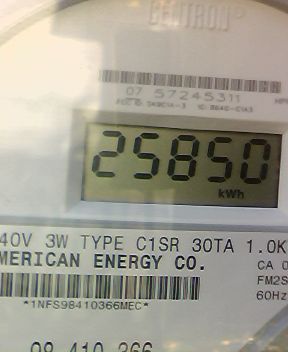 CENTRON®
07 57245311
25850
kWh
40V 3W TYPE C1SR 30TA 1.0K
MERICAN ENERGY CO.
CA 0
FM2S
60Hz
*1NFS98410366MEC*
98 410 366